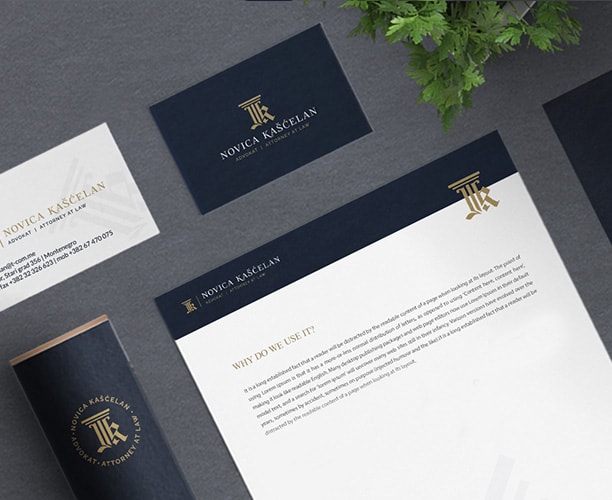 NOVICA KAŠĆELAN
ADVOKAT | ATTORNEY AT LAW
NOVICA KAŠĆELAN
ADVOKAT | ATTORNEY AT LAW
an@t-com.me
Stari grad 356 | Montenegro
fax +382 32 326 623 | mob +382 67 470 075
NOVICA KAŠĆELAN
ADVOKAT | ATTORNEY AT LAW
WHY DO WE USE IT?
It is a long established fact that a reader will be distracted by the readable content of a page when looking at its layout. The point of
using Lorem Ipsum is that it has a more-or-less normal distribution of letters, as opposed to using 'Content here, content here',
making it look like readable English. Many desktop publishing packages and web page editors now use Lorem Ipsum as their default
model text, and a search for 'lorem ipsum' will uncover many web sites still in their infancy. Various versions have evolved over the
years, sometimes by accident, sometimes on purpose (injected humour and the like).It is a long established fact that a reader will be
distracted by the readable content of a page when looking at its layout.
NOVICA KAŠĆELAN
ADVOKAT • ATTORNEY AT LAW